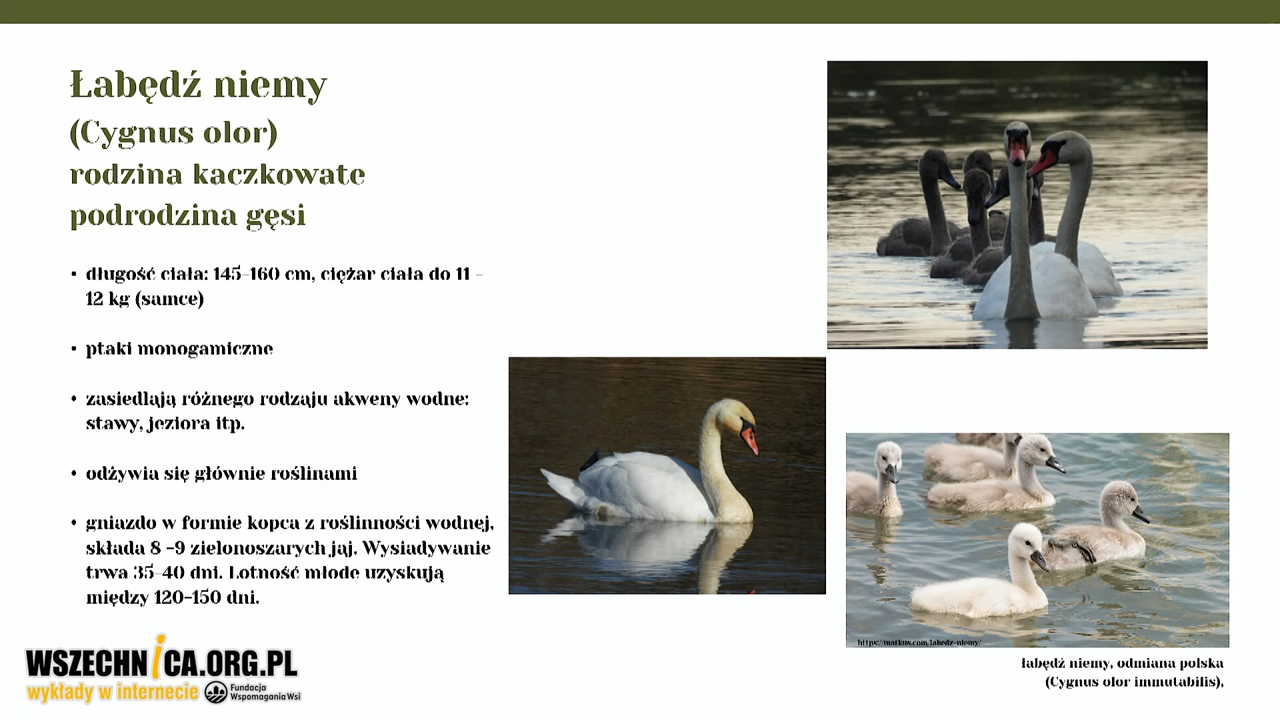 Łabędź niemy
(Cygnus olor)
rodzina kaczkowate
podrodzina gęsi
• długość ciała: 145-160 cm, ciężar ciała do 11 -
12 kg (samce)
• ptaki monogamiczne
• zasiedlają różnego rodzaju akweny wodne:
stawy, jeziora itp.
• odżywia się głównie roślinami
• gniazdo w formie kopca z roślinności wodnej,
składa 8 -9 zielonoszarych jaj. Wysiadywanie
trwa 35-40 dni. Lotność młode uzyskują
między 120-150 dni.
https://matkus.com/labedz-niemy/
łabędź niemy, odmiana polska
(Cygnus olor immutabilis),
WSZECHNiCA.ORG.PL
wykłady w internecie
Fundacja
Wspomagania Wsi